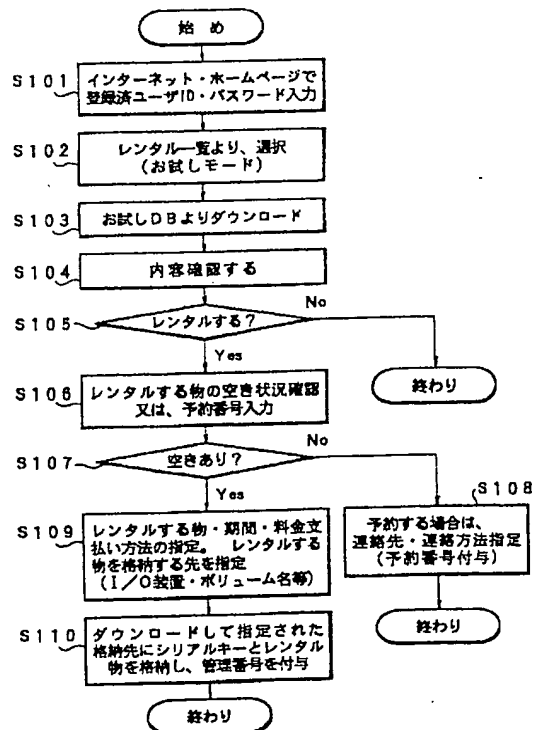 始め
S101
インターネット・ホームページで
登録済ユーザID・パスワード入力
S102
レンタル一覧より、選択
(お試しモード)
S103
お試しDBよりダウンロード
S104
内容確認する
S105
レンタルする?
No
Yes
終わり
S106
レンタルする物の空き状況確認
又は、予約番号入力
S107
空きあり?
No
Yes
S108
予約する場合は、
連絡先・連絡方法指定
(予約番号付与)
終わり
S109
レンタルする物・期間・料金支
払い方法の指定。 レンタルする
物を格納する先を指定
(I/O装置・ボリューム名等)
S110
ダウンロードして指定された
格納先にシリアルキーとレンタル
物を格納し、管理番号を付与
終わり